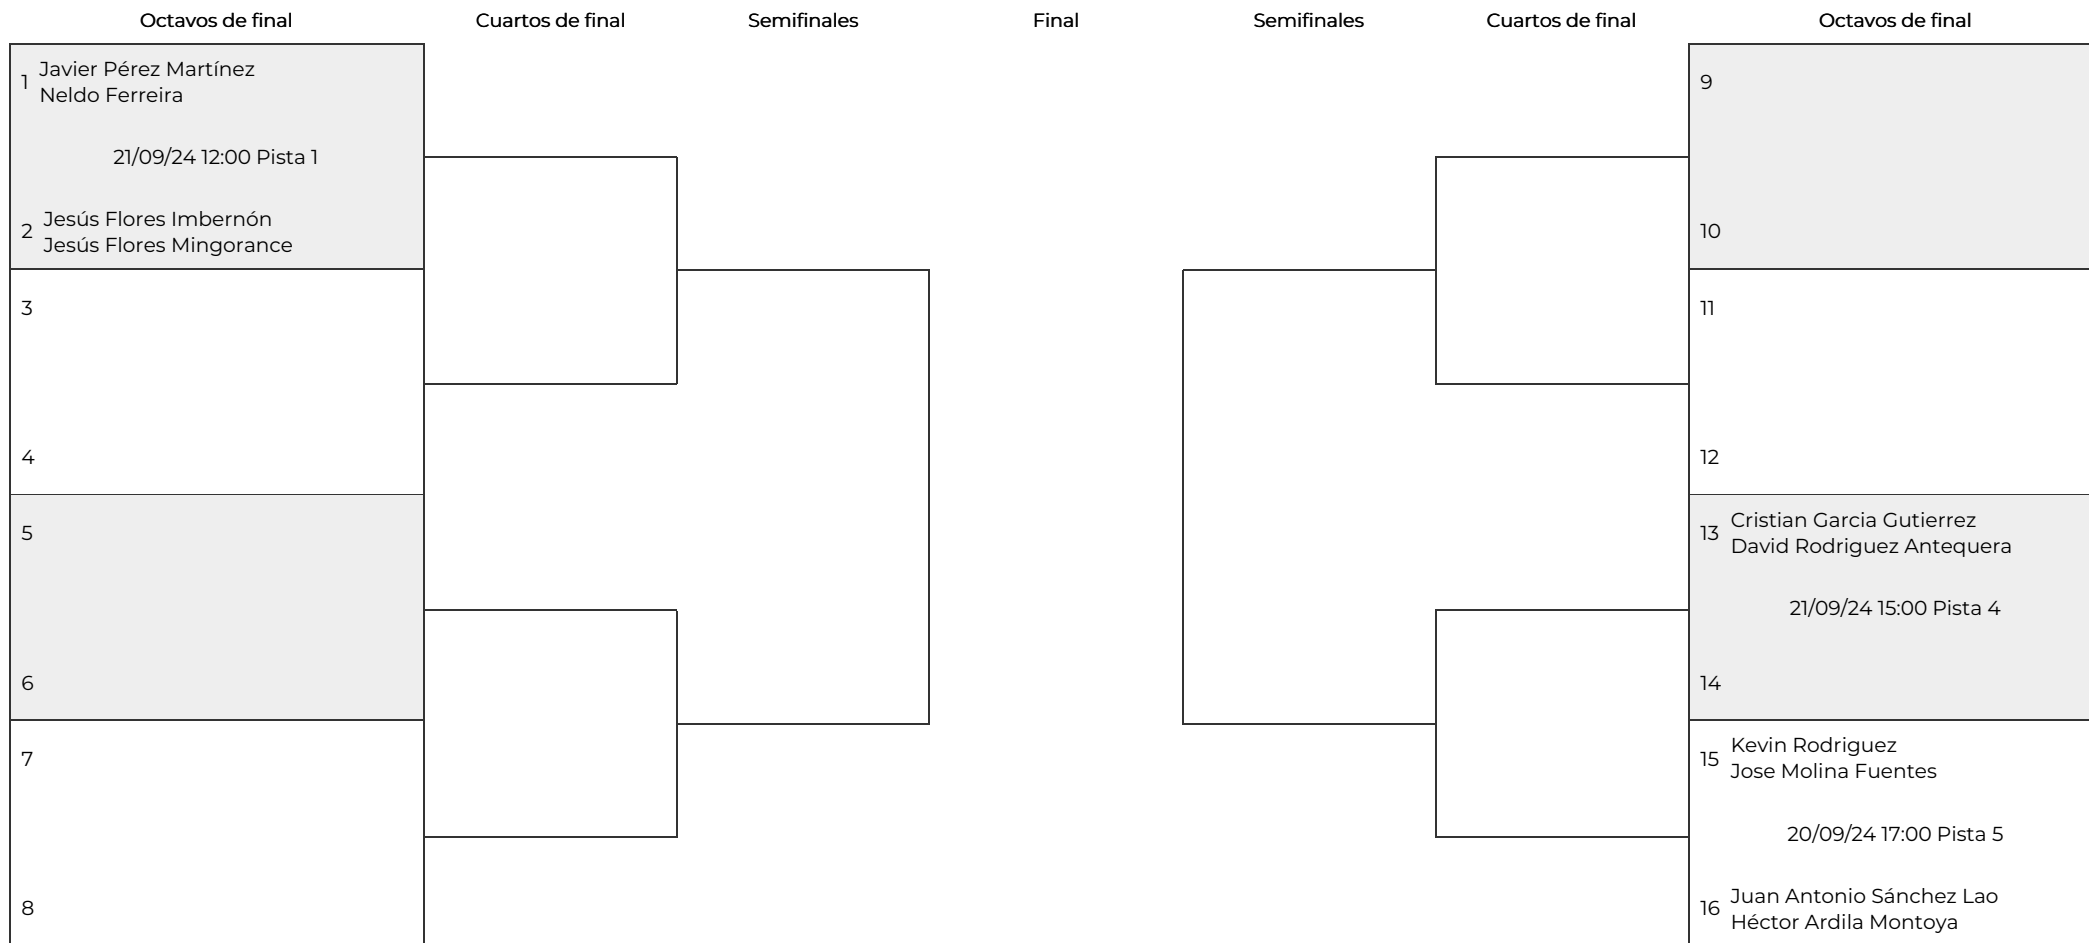 Octavos de final
Cuartos de final
Semifinales
Final
Semifinales
Cuartos de final
Octavos de final
1
Javier Pérez Martínez
Neldo Ferreira
21/09/24 12:00 Pista 1
2
Jesús Flores Imbernón
Jesús Flores Mingorance
3
4
5
6
7
8
9
10
11
12
13
Cristian Garcia Gutierrez
David Rodriguez Antequera
21/09/24 15:00 Pista 4
14
15
Kevin Rodriguez
Jose Molina Fuentes
20/09/24 17:00 Pista 5
16
Juan Antonio Sánchez Lao
Héctor Ardila Montoya